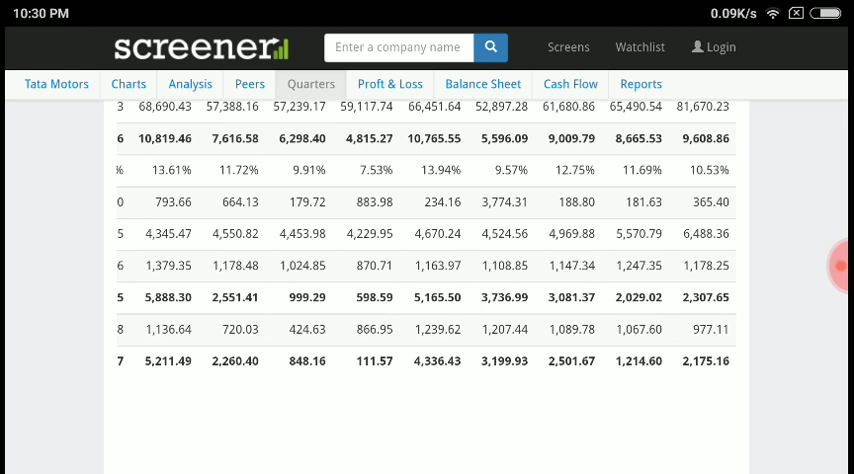 10:30 PM 0.09K/s
screener Enter a company name Screens Watchlist Login
Tata Motors Charts Analysis Peers Quarters Proft & Loss Balance Sheet Cash Flow Reports
3 68,690.43 57,388.16 57,239.17 59,117.74 66,451.64 52,897.28 61,680.86 65,490.54 81,670.23
6 10,819.46 7,616.58 6,298.40 4,815.27 10,765.55 5,596.09 9,009.79 8,665.53 9,608.86
% 13.61% 11.72% 9.91% 7.53% 13.94% 9.57% 12.75% 11.69% 10.53%
0 793.66 664.13 179.72 883.98 234.16 3,774.31 188.80 181.63 365.40
5 4,345.47 4,550.82 4,453.98 4,229.95 4,670.24 4,524.56 4,969.88 5,570.79 6,488.36
6 1,379.35 1,178.48 1,024.85 870.71 1,163.97 1,108.85 1,147.34 1,247.35 1,178.25
5 5,888.30 2,551.41 999.29 598.59 5,165.50 3,736.99 3,081.37 2,029.02 2,307.65
8 1,136.64 720.03 424.63 866.95 1,239.62 1,207.44 1,089.78 1,067.60 977.11
7 5,211.49 2,260.40 848.16 111.57 4,336.43 3,199.93 2,501.67 1,214.60 2,175.16